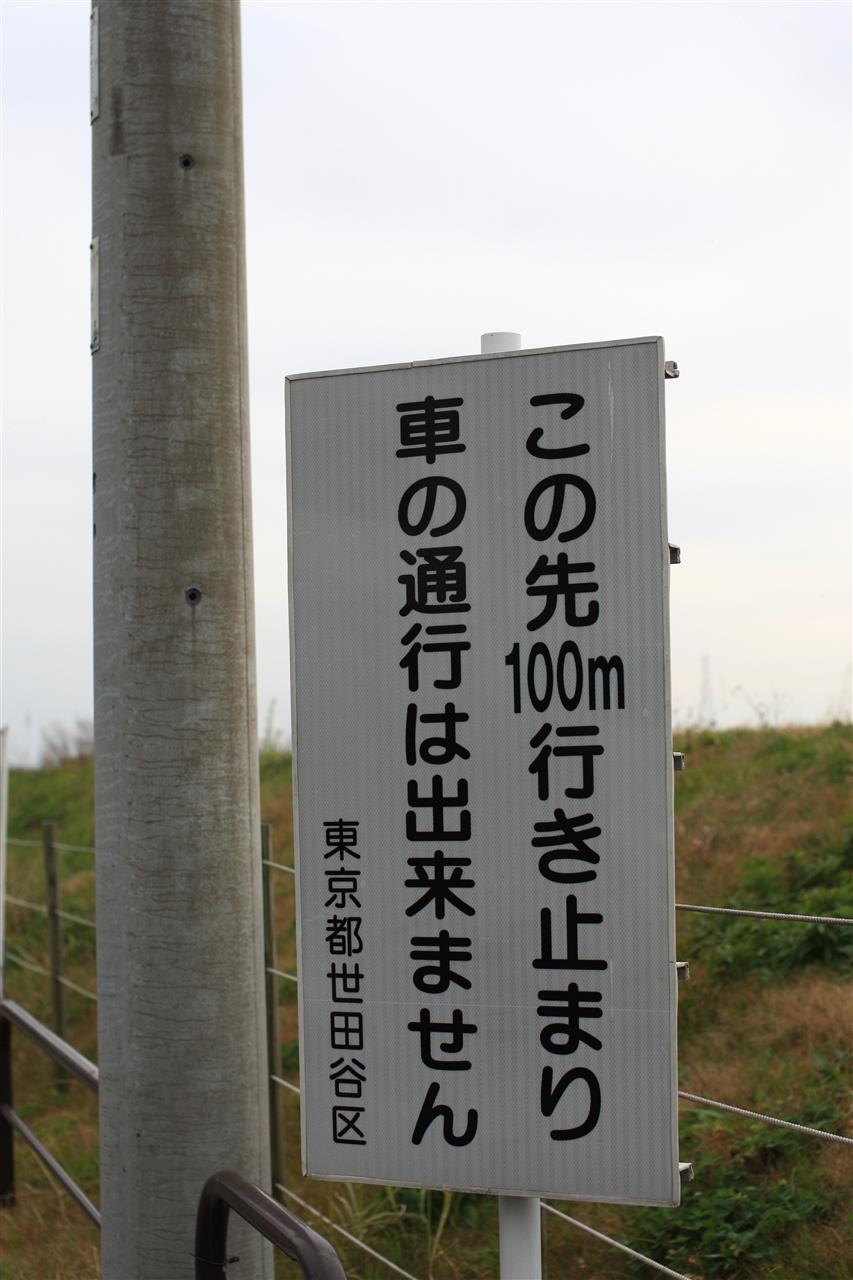 この先100m行き止まり
車の通行は出来ません
東京都世田谷区